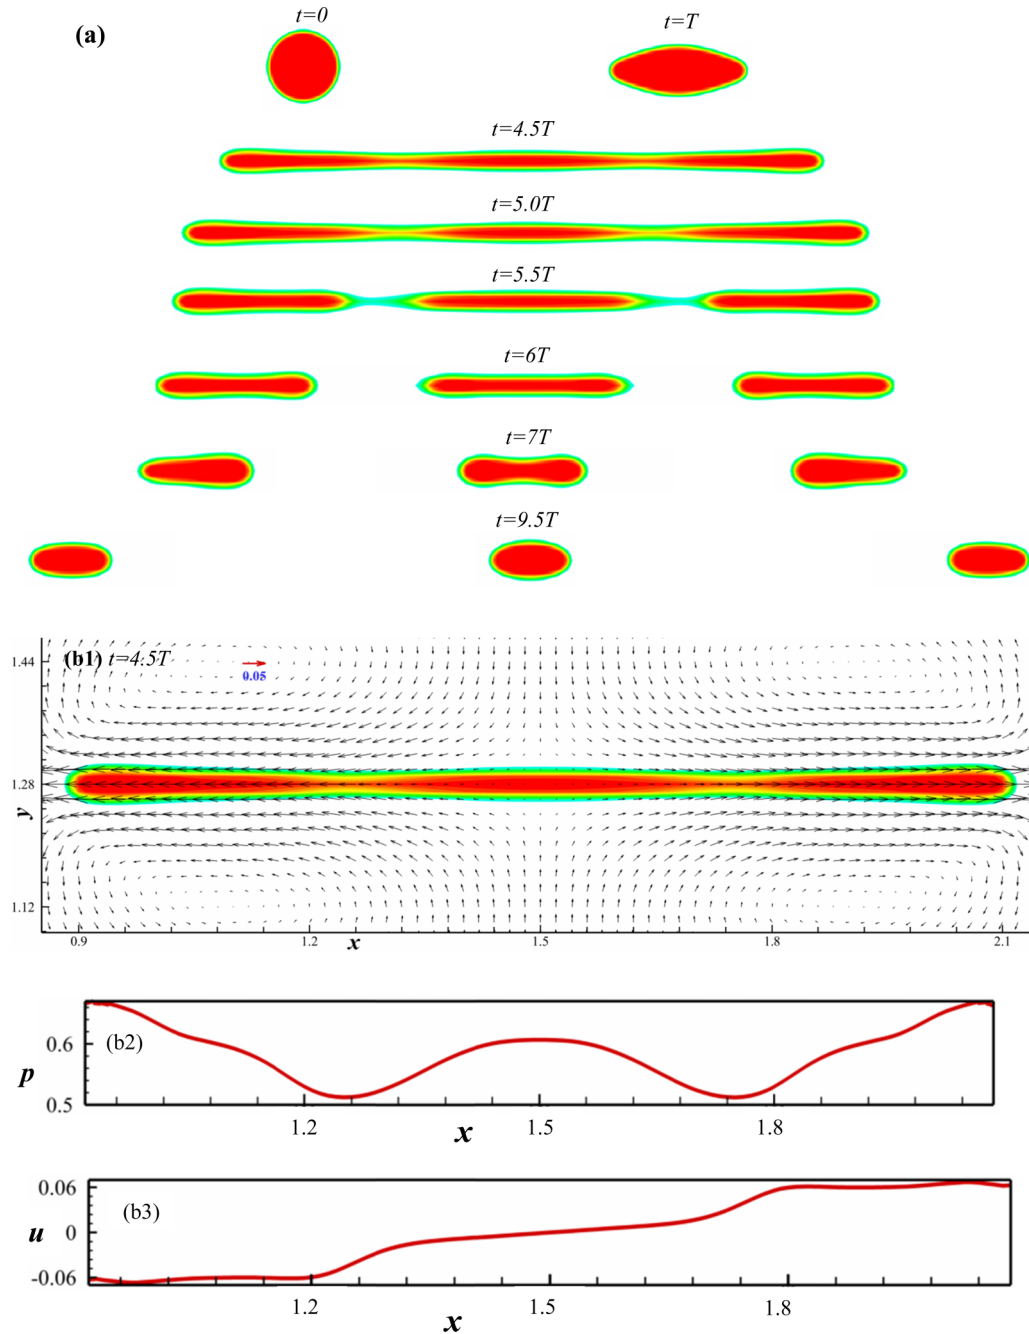 (a)
t=0
t=T
t=4.5T
t=5.0T
t=5.5T
t=6T
t=7T
t=9.5T
(b1) t=4.5T
0.05
1.44
1.28
1.12
y
0.9 1.2 1.5 1.8 2.1
x
(b2)
p
0.6
0.5
1.2 1.5 1.8
x
(b3)
u
0.06
0
-0.06
1.2 1.5 1.8
x